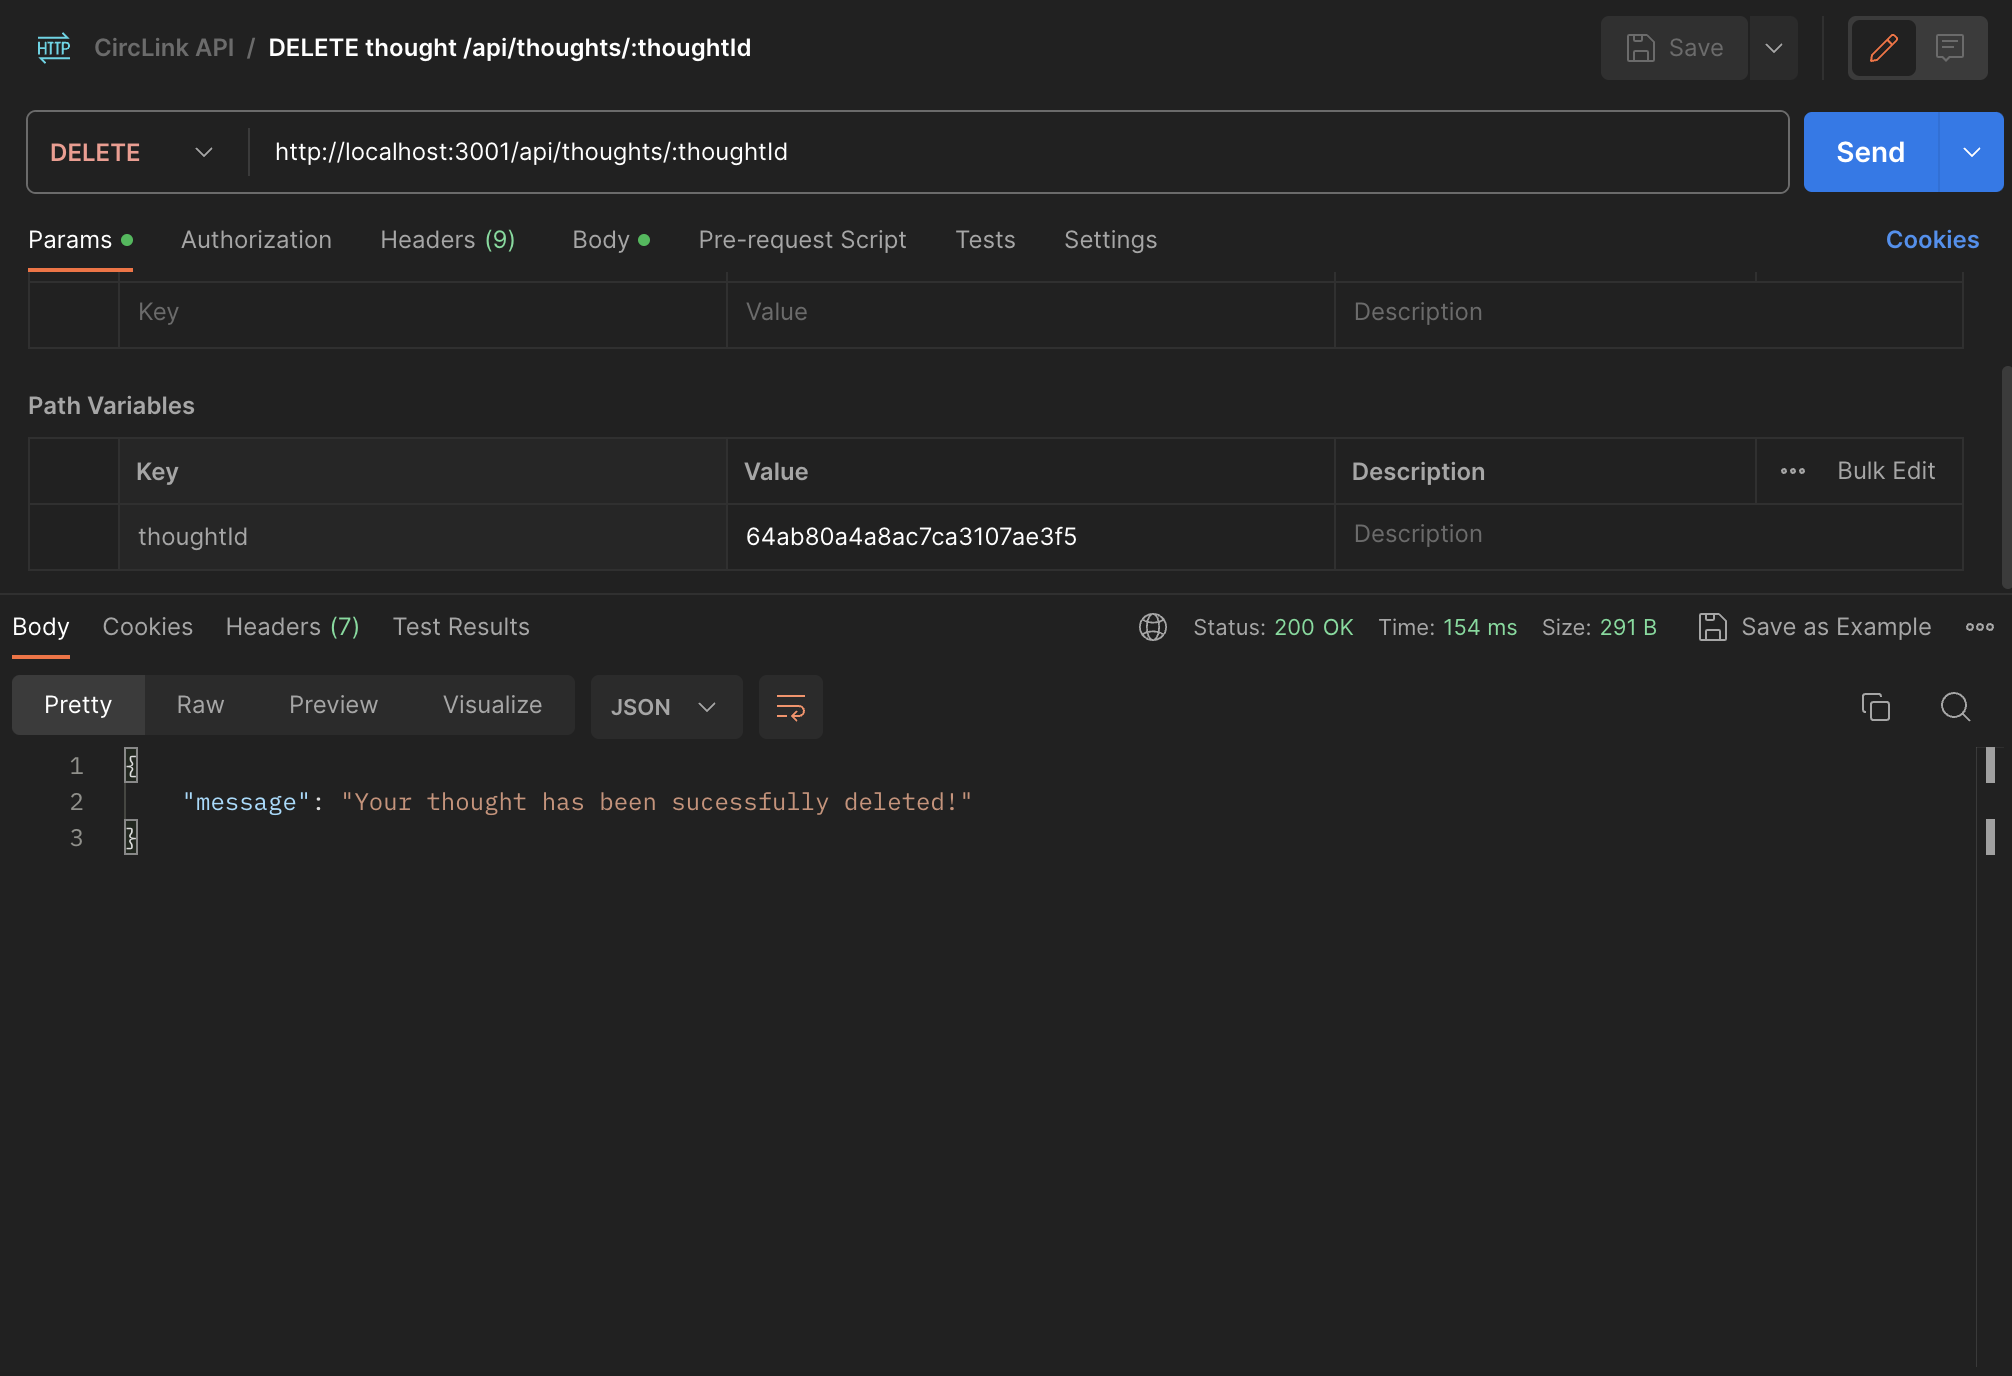 HTTP CircLink API / DELETE thought /api/thoughts/:thoughtId Save
DELETE http://localhost:3001/api/thoughts/:thoughtId Send
Params Authorization Headers (9) Body Pre-request Script Tests Settings Cookies
Key Value Description
Path Variables
Key Value Description Bulk Edit
thoughtId 64ab80a4a8ac7ca3107ae3f5 Description
Body Cookies Headers (7) Test Results Status: 200 OK Time: 154 ms Size: 291 B Save as Example
Pretty Raw Preview Visualize JSON
1 {
2 "message": "Your thought has been sucessfully deleted!"
3 }